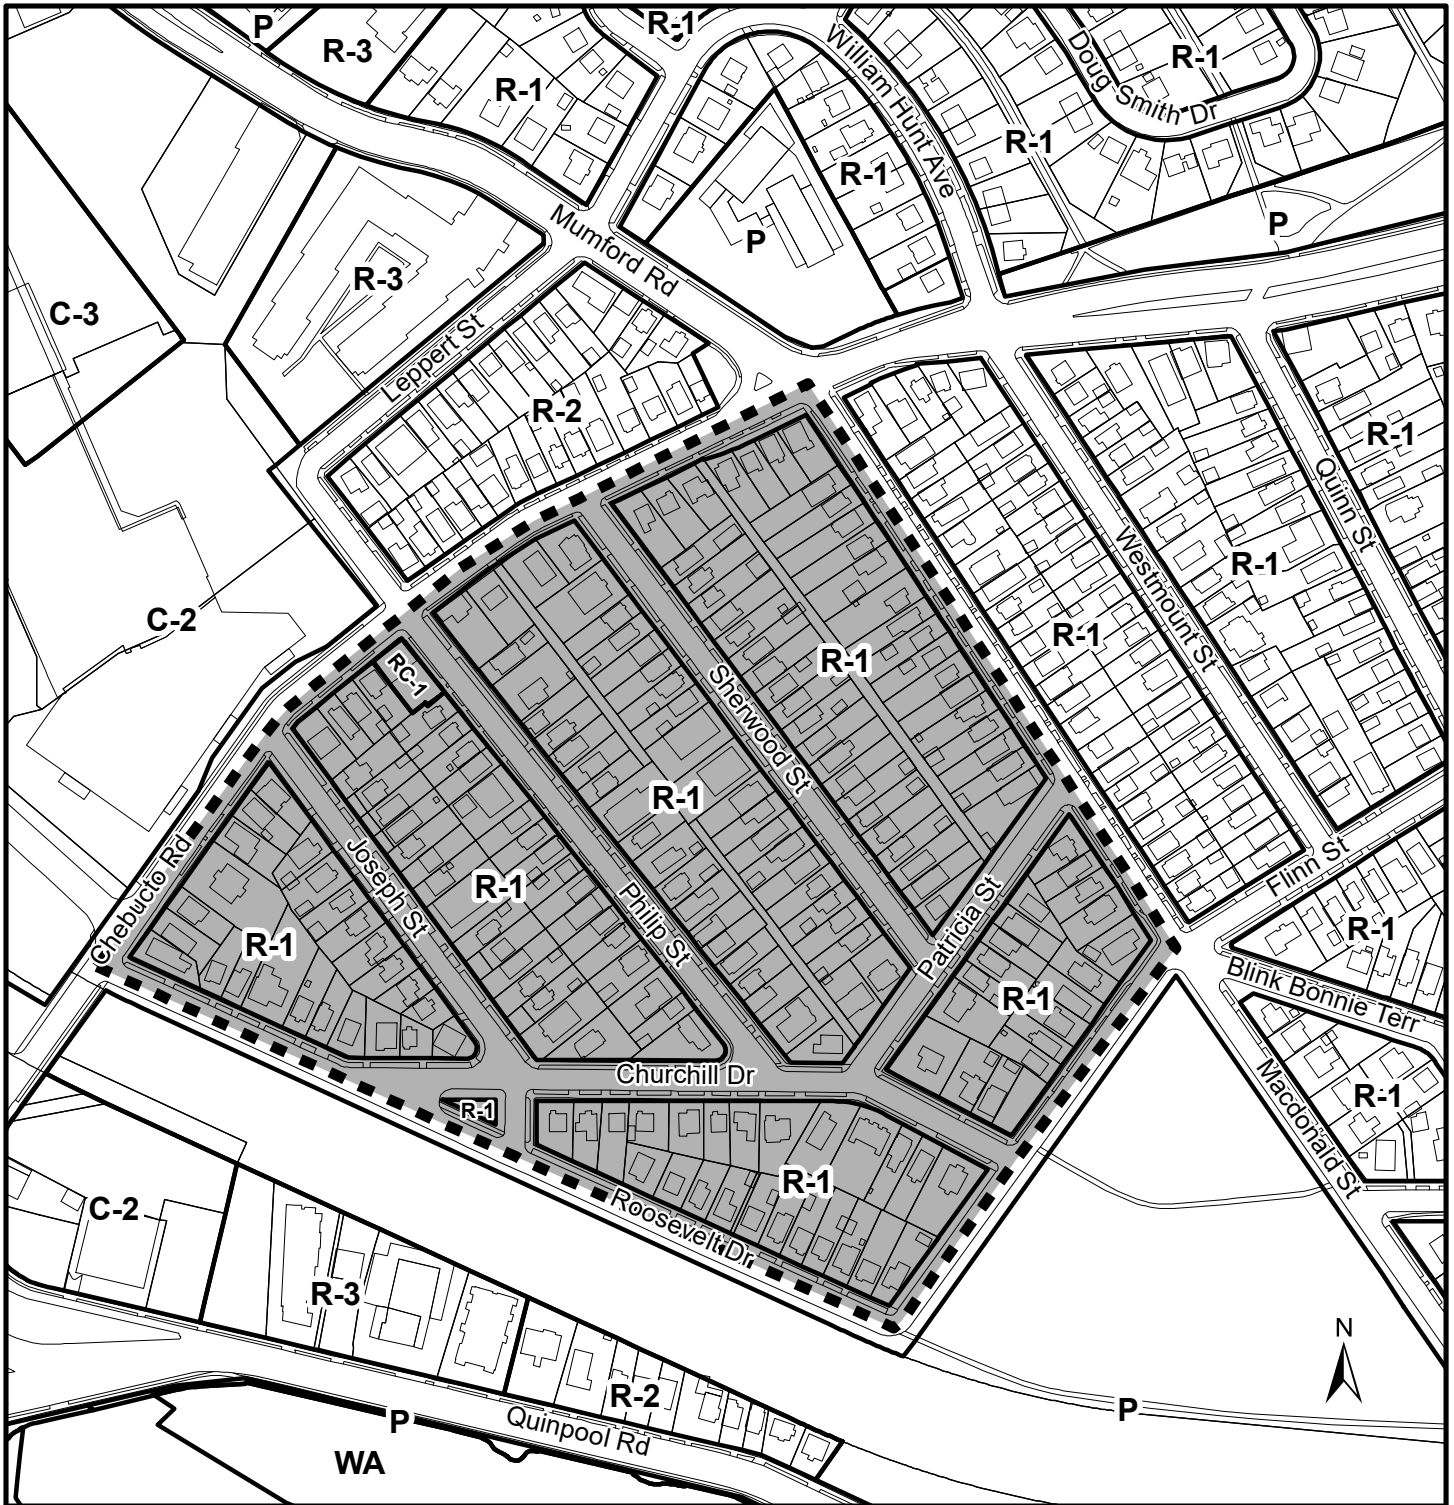 P
R-1
R-3
R-1
William Hunt Ave
Doug Smith Dr
R-1
R-1
R-1
Mumford Rd
P
P
R-3
C-3
Leppert St
R-2
R-1
Quinn St
Westmount St
R-1
C-2
R-1
R-1
RC-1
Sherwood St
R-1
Joseph St
R-1
Philip St
Chebucto Rd
R-1
Patricia St
Flinn St
R-1
R-1
Blink Bonnie Terr
Churchill Dr
R-1
Macdonald St
R-1
R-1
Roosevelt Dr
C-2
R-3
N
R-2
P
P
Quinpool Rd
WA